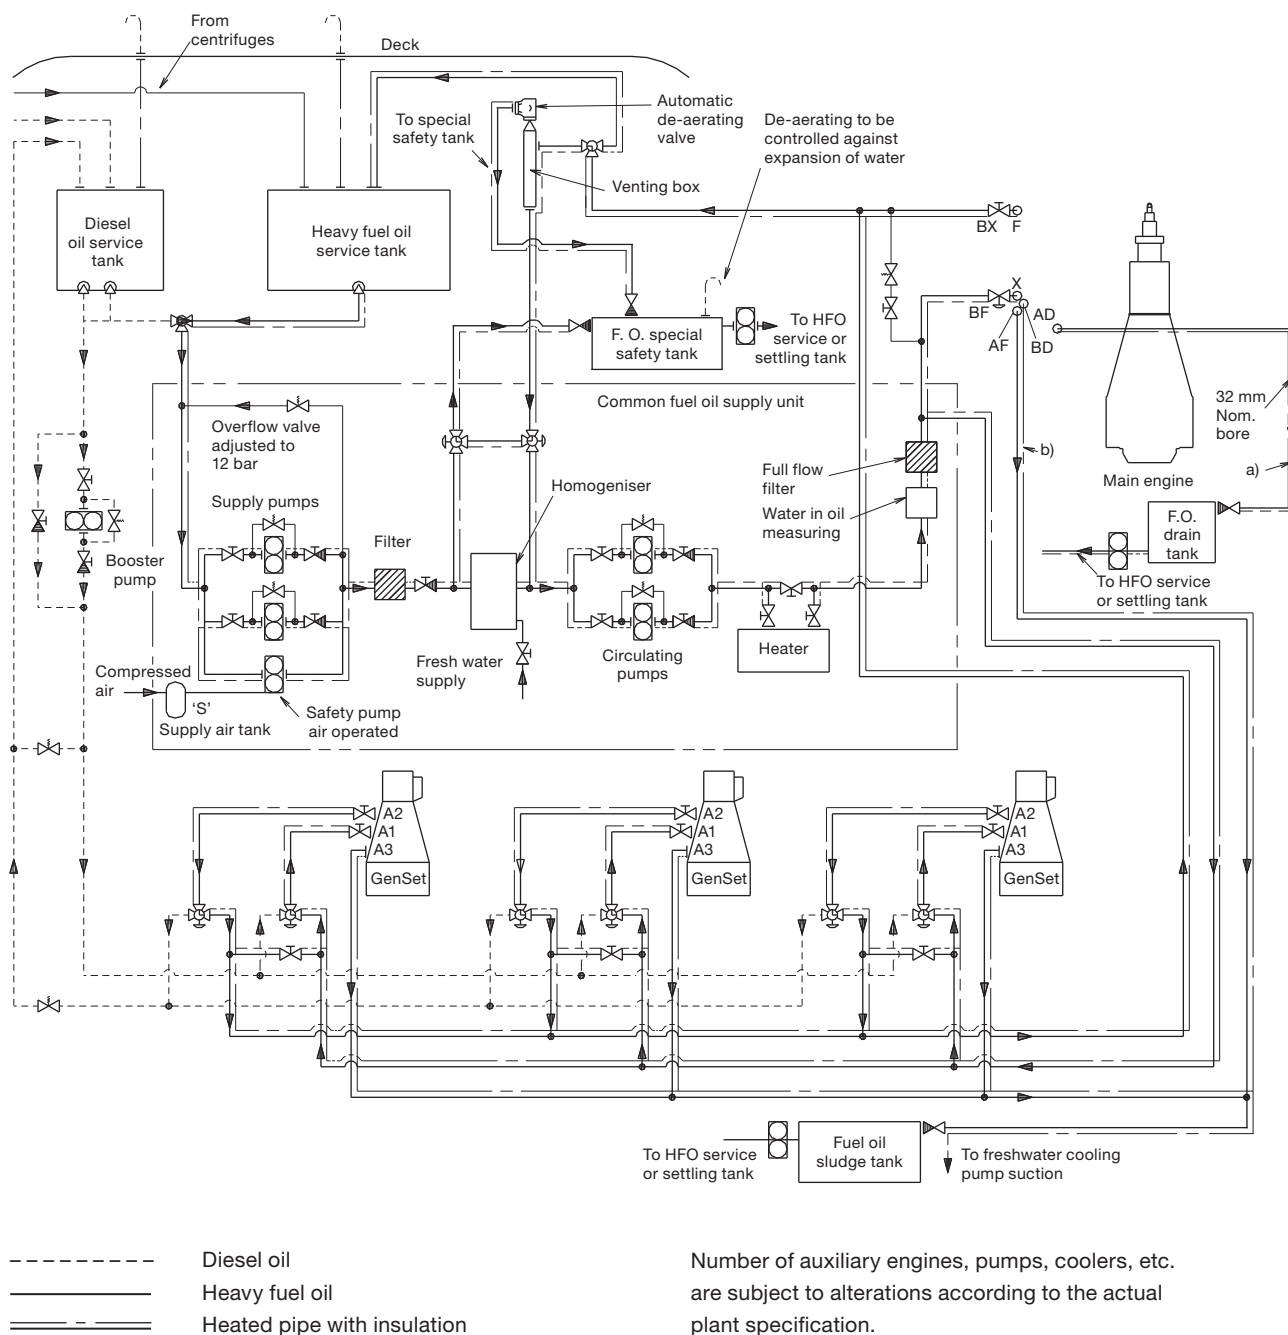 From
centrifuges
Deck
To special
safety tank
Automatic
de-aerating
valve
De-aerating to be
controlled against
expansion of water
Venting box
Diesel
oil service
tank
Heavy fuel oil
service tank
BX F
X
BF
AF
AD
BD
F. O. special
safety tank
To HFO
service or
settling tank
Common fuel oil supply unit
Overflow valve
adjusted to
12 bar
32 mm
Nom.
bore
b)
a)
Full flow
filter
Main engine
Homogeniser
Supply pumps
Water in oil
measuring
F.O.
drain
tank
Filter
Booster
pump
To HFO service
or settling tank
Fresh water
supply
Circulating
pumps
Heater
Compressed
air
'S'
Supply air tank
Safety pump
air operated
A2
A1
A3
GenSet
A2
A1
A3
GenSet
A2
A1
A3
GenSet
To HFO service
or settling tank
Fuel oil
sludge tank
To freshwater cooling
pump suction
Diesel oil
Heavy fuel oil
Heated pipe with insulation
Number of auxiliary engines, pumps, coolers, etc.
are subject to alterations according to the actual
plant specification.